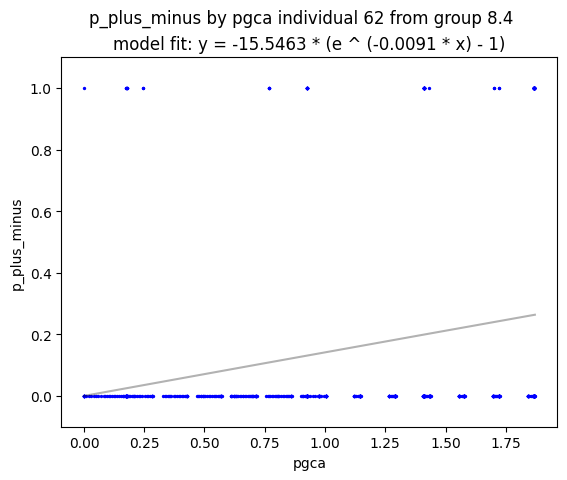 p_plus_minus by pgca individual 62 from group 8.4
model fit: y = -15.5463 * (e ^ (-0.0091 * x) - 1)
1.0
0.8
0.6
0.4
0.2
0.0
p_plus_minus
0.00 0.25 0.50 0.75 1.00 1.25 1.50 1.75
pgca